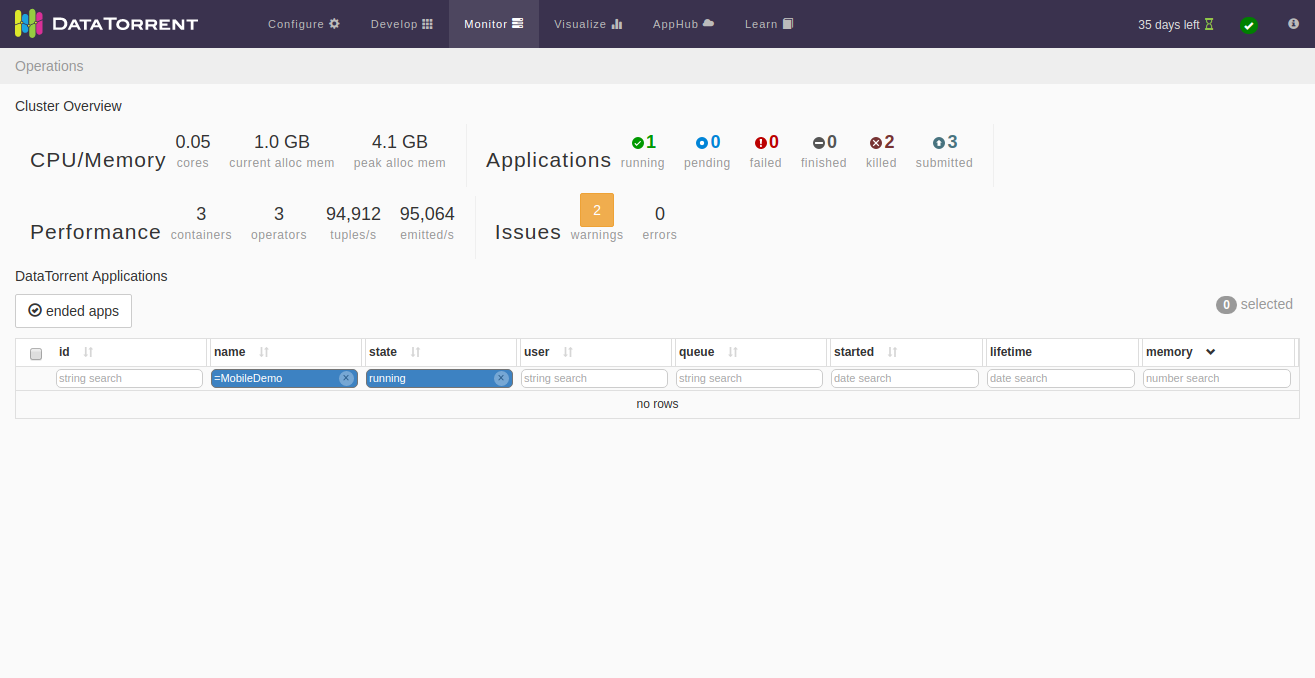 DATATORRENT Configure Develop Monitor Visualize AppHub Learn 35 days left
Operations
Cluster Overview
CPU/Memory 0.05 cores 1.0 GB current alloc mem 4.1 GB peak alloc mem Applications 1 running 0 pending 0 failed 0 finished 2 killed 3 submitted
Performance 3 containers 3 operators 94,912 tuples/s 95,064 emitted/s Issues 2 warnings 0 errors
DataTorrent Applications
ended apps 0 selected
id name state user queue started lifetime memory
string search =MobileDemo running string search string search date search date search number search
no rows